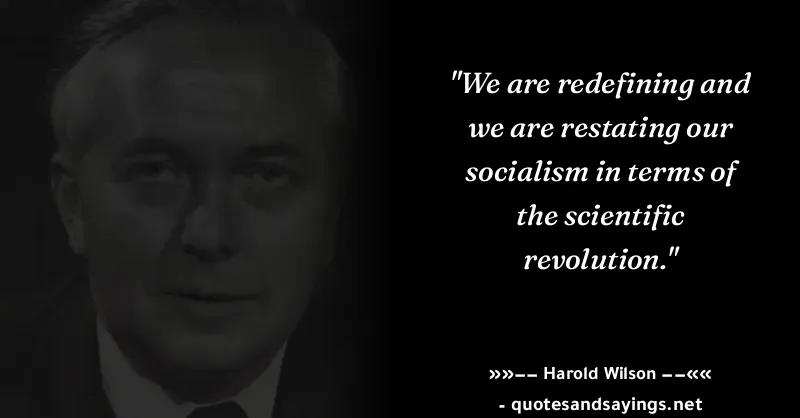 "We are redefining and
we are restating our
socialism in terms of
the scientific
revolution."
»»−− Harold Wilson −−««
- quotesandsayings.net